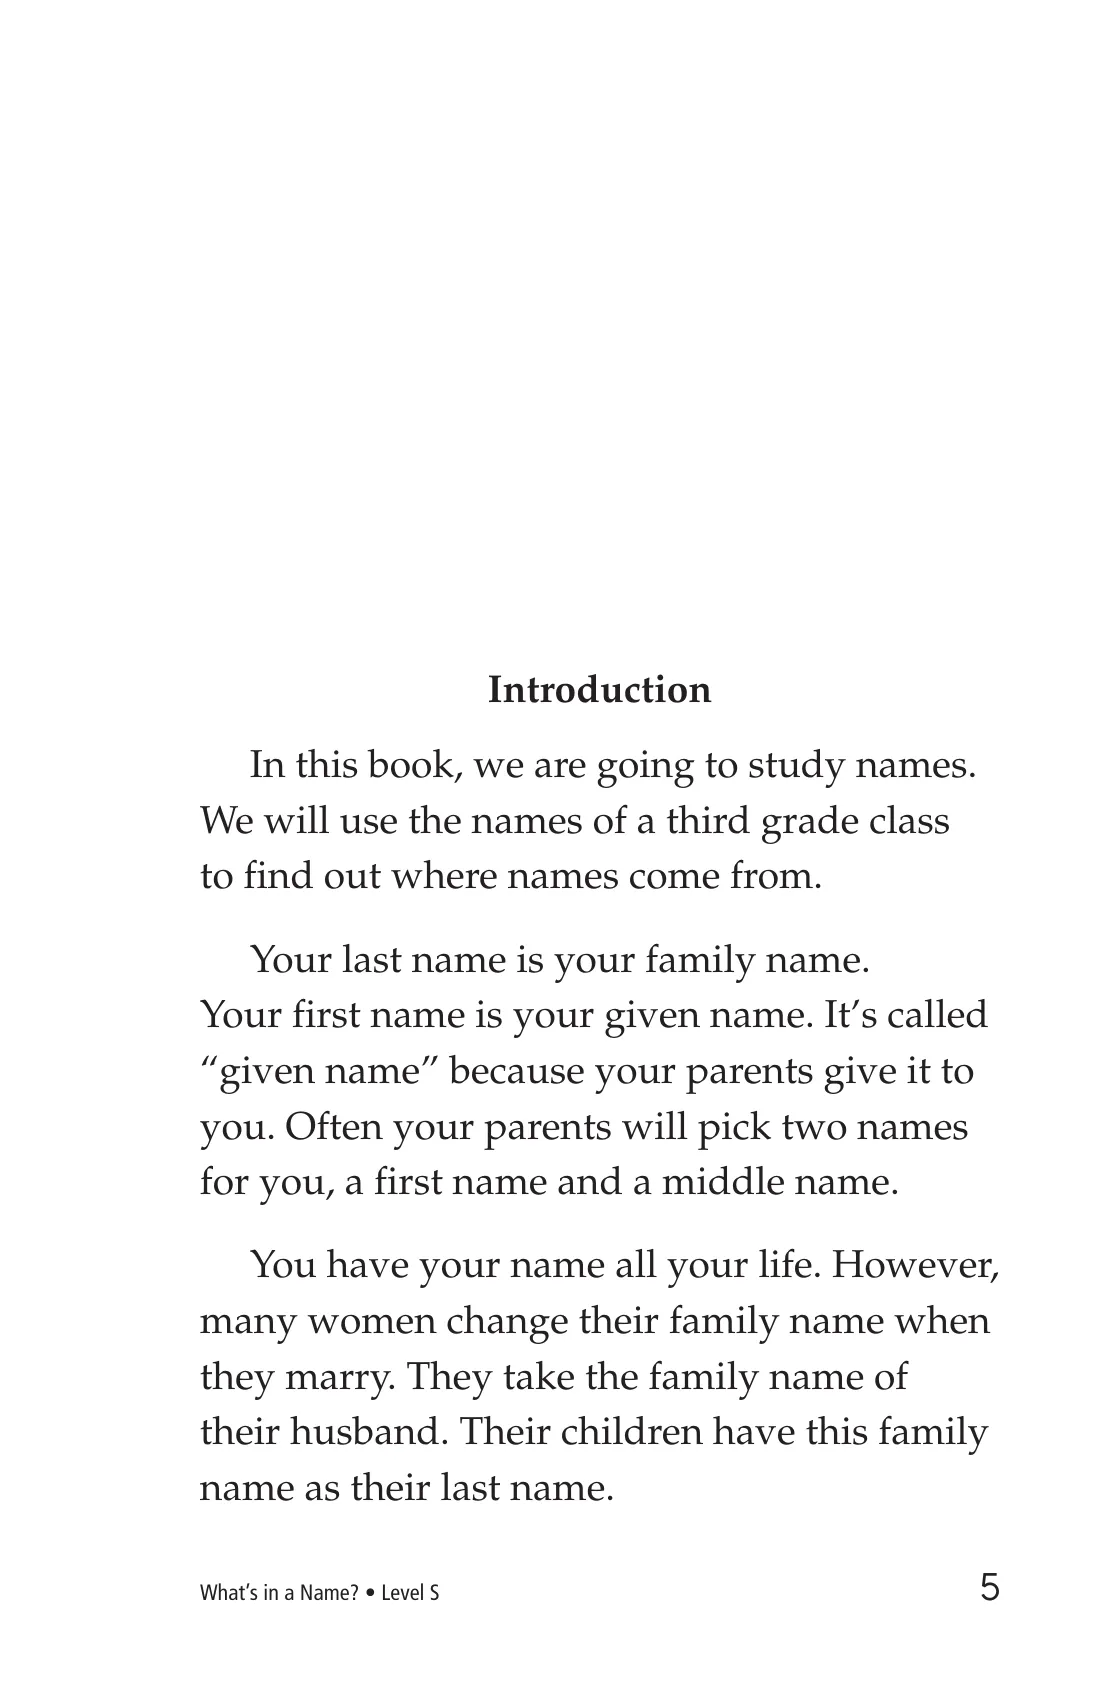 Introduction
In this book, we are going to study names.
We will use the names of a third grade class
to find out where names come from.
Your last name is your family name.
Your first name is your given name. It’s called
“given name” because your parents give it to
you. Often your parents will pick two names
for you, a first name and a middle name.
You have your name all your life. However,
many women change their family name when
they marry. They take the family name of
their husband. Their children have this family
name as their last name.
What’s in a Name? • Level S 5